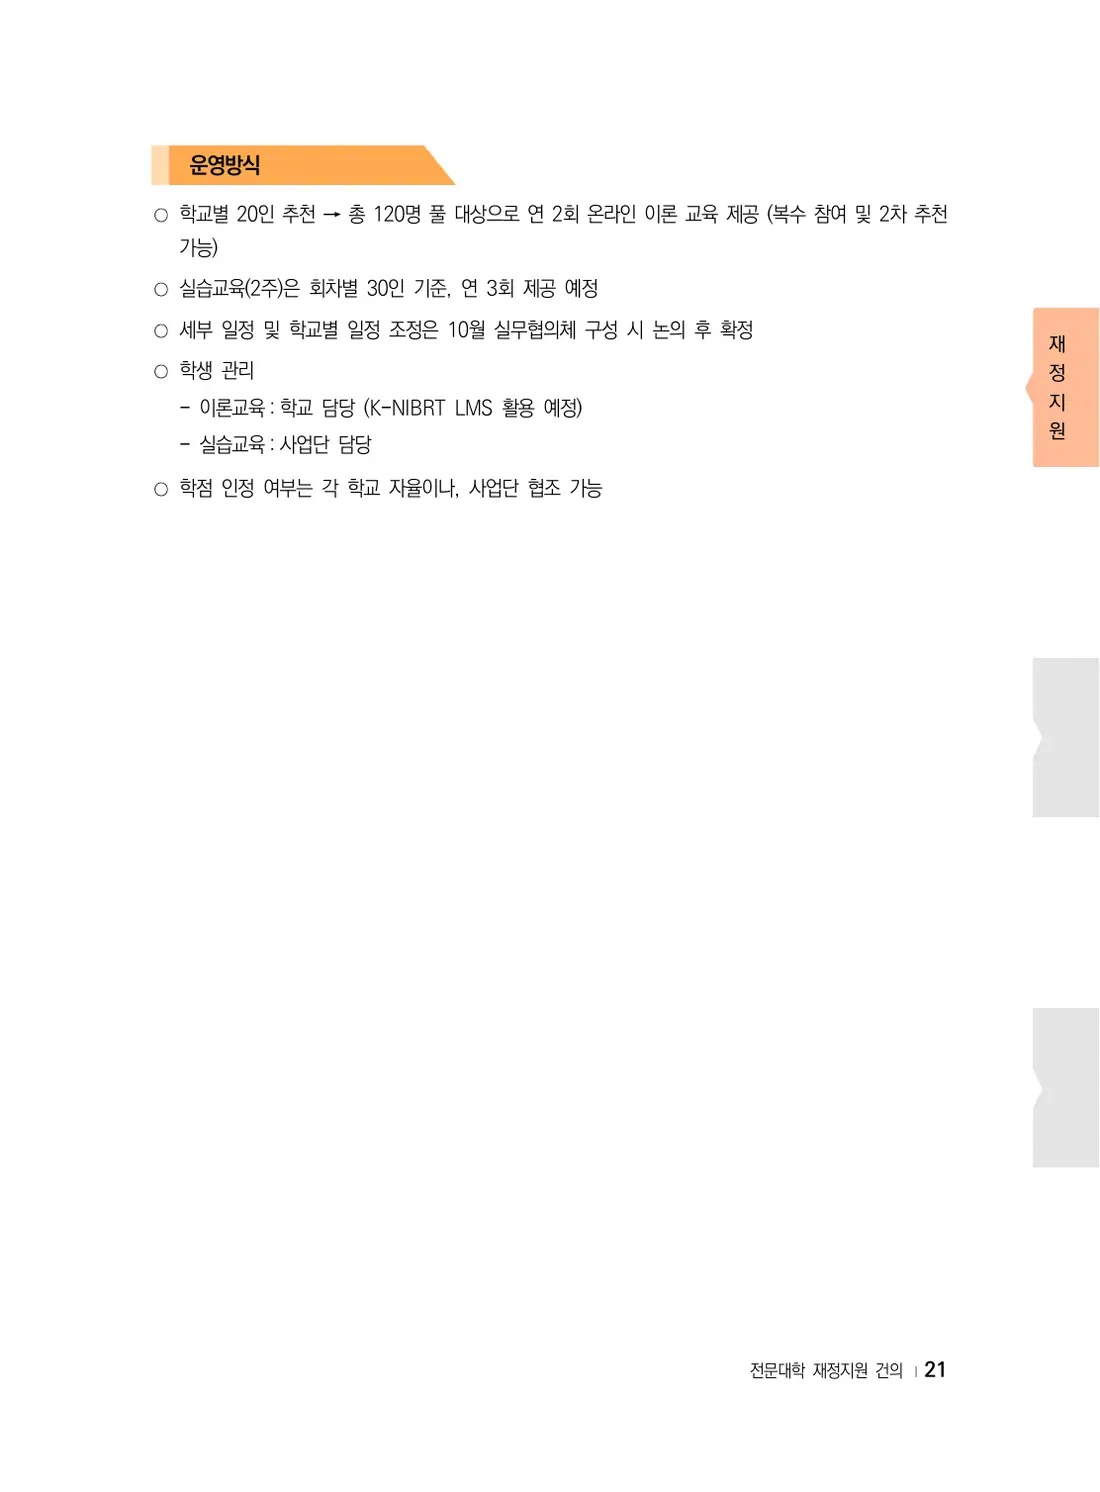 운영방식
○ 학교별 20인 추천 → 총 120명 풀 대상으로 연 2회 온라인 이론 교육 제공 (복수 참여 및 2차 추천
가능)
○ 실습교육(2주)은 회차별 30인 기준, 연 3회 제공 예정
○ 세부 일정 및 학교별 일정 조정은 10월 실무협의체 구성 시 논의 후 확정
○ 학생 관리
- 이론교육 : 학교 담당 (K-NIBRT LMS 활용 예정)
- 실습교육 : 사업단 담당
○ 학점 인정 여부는 각 학교 자율이나, 사업단 협조 가능
재
정
지
원
전문대학 재정지원 건의 | 21